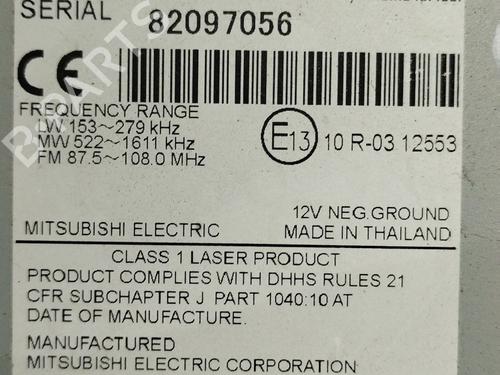 SERIAL
82097056
CE
FREQUENCY RANGE
LW 153～279 kHz
MW 522～1611 kHz
FM 87.5～108.0 MHz
E13 10 R-03 12553
12V NEG.GROUND
MITSUBISHI ELECTRIC MADE IN THAILAND
CLASS 1 LASER PRODUCT
PRODUCT COMPLIES WITH DHHS RULES 21
CFR SUBCHAPTER J PART 1040:10 AT
DATE OF MANUFACTURE.
MANUFACTURED
MITSUBISHI ELECTRIC CORPORATION